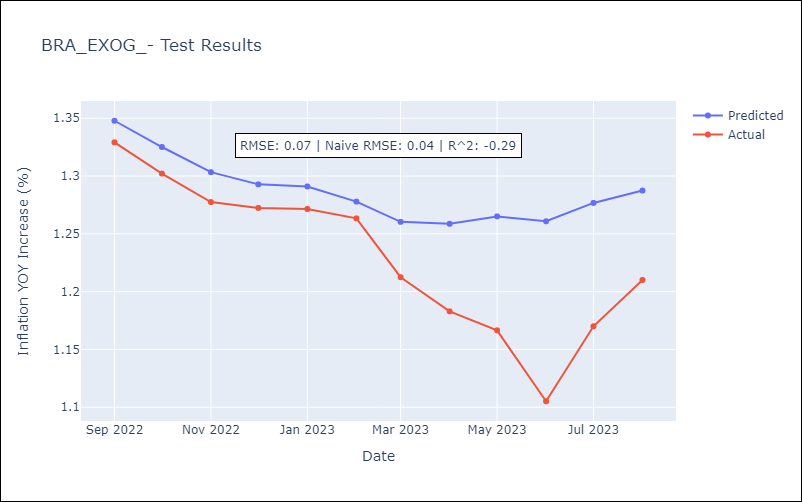 BRA_EXOG_- Test Results
Predicted
Actual
RMSE: 0.07 | Naive RMSE: 0.04 | R^2: -0.29
Inflation YOY Increase (%)
1.35
1.3
1.25
1.2
1.15
1.1
Sep 2022 Nov 2022 Jan 2023 Mar 2023 May 2023 Jul 2023
Date